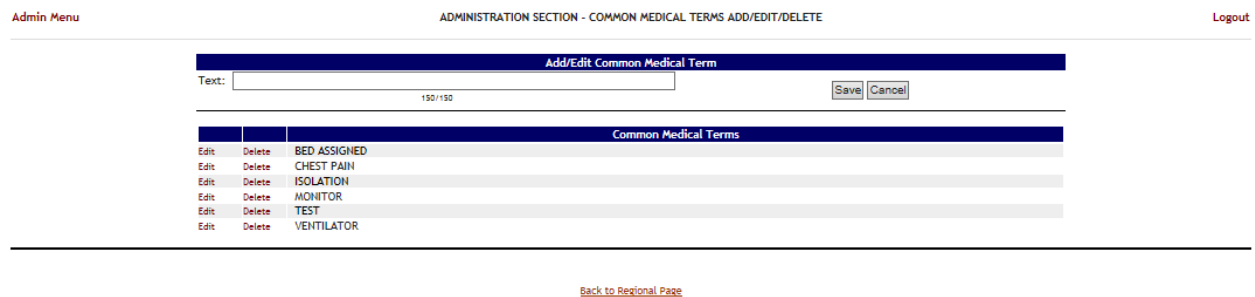 Admin Menu ADMINISTRATION SECTION - COMMON MEDICAL TERMS ADD/EDIT/DELETE Logout
Add/Edit Common Medical Term
Text: Save Cancel
150/150
Common Medical Terms
Edit Delete BED ASSIGNED
Edit Delete CHEST PAIN
Edit Delete ISOLATION
Edit Delete MONITOR
Edit Delete TEST
Edit Delete VENTILATOR
Back to Regional Page